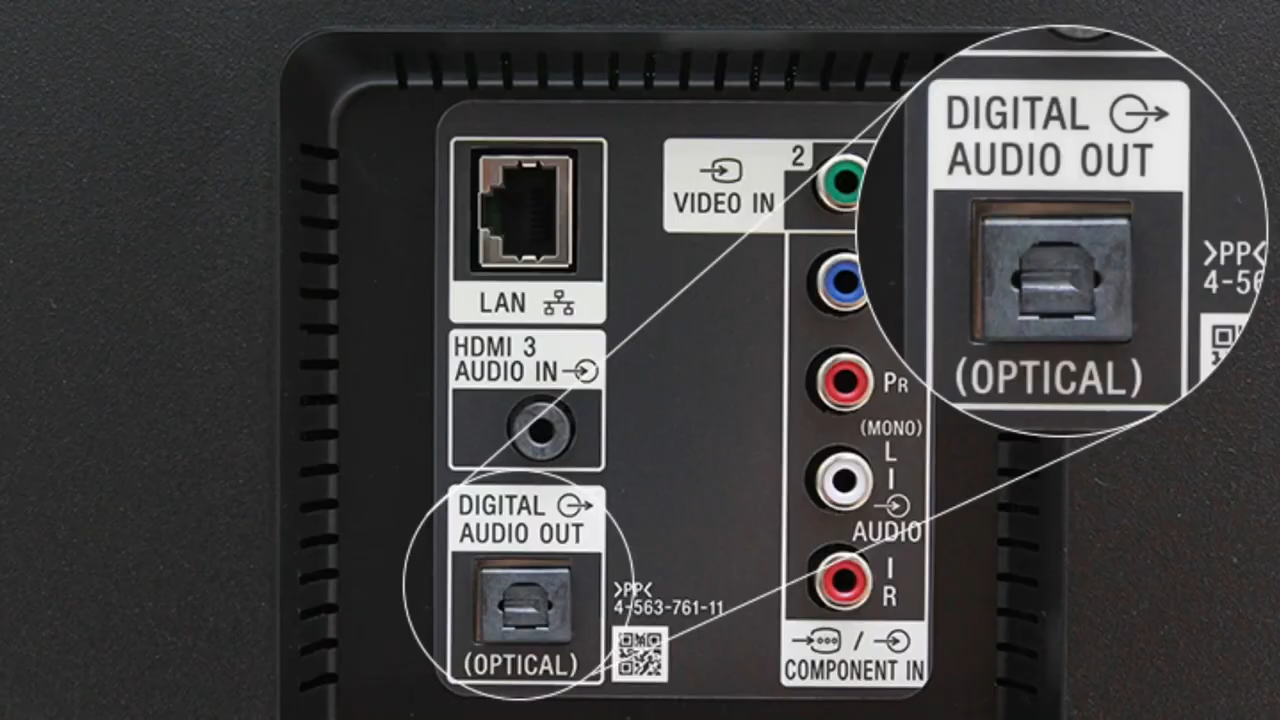 LAN
HDMI 3
AUDIO IN
DIGITAL
AUDIO OUT
(OPTICAL)
>PP<
4-563-761-11
2
VIDEO IN
PR
(MONO)
L
AUDIO
R
COMPONENT IN
DIGITAL
AUDIO OUT
(OPTICAL)
>PP<
4-56